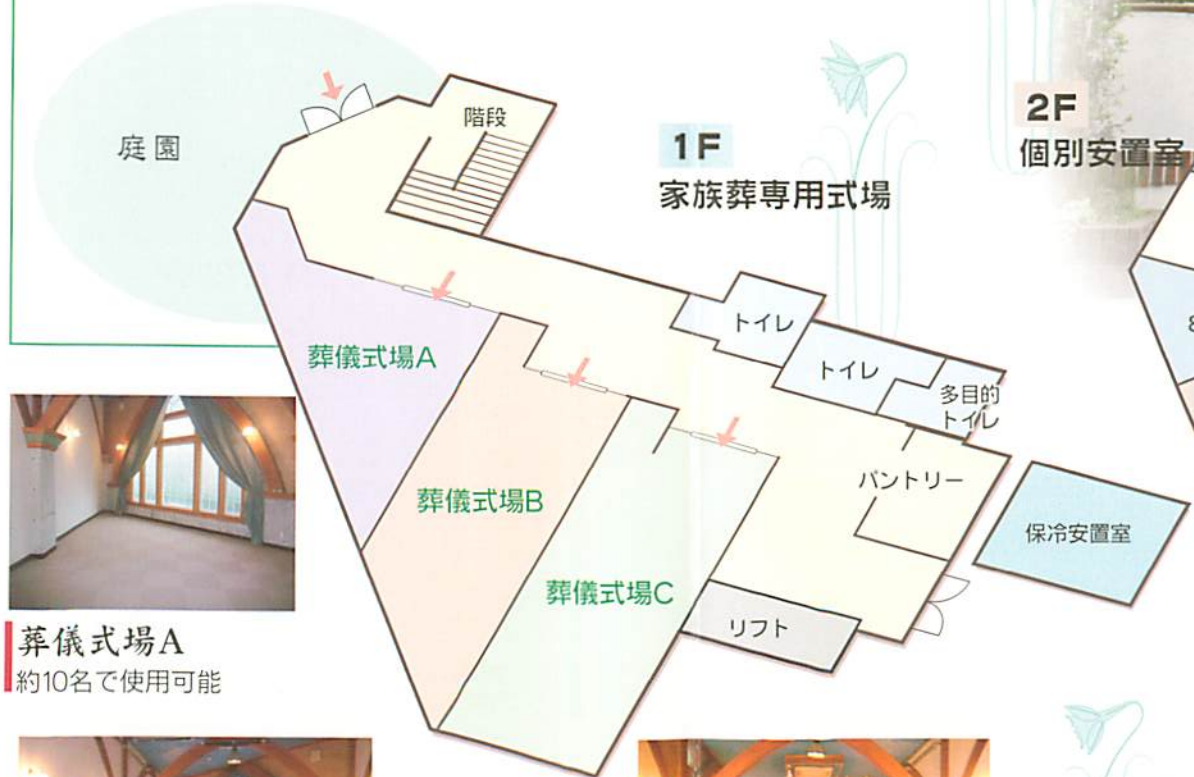 庭園
階段
1F
家族葬専用式場
2F
個別安置室
トイレ
トイレ
多目的
トイレ
葬儀式場A
葬儀式場B
葬儀式場C
パントリー
保冷安置室
リフト
葬儀式場A
約10名で使用可能